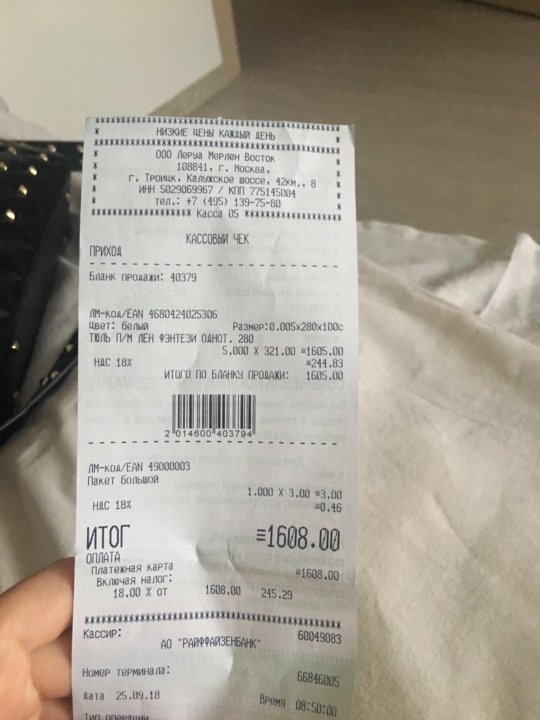 ************************************
* НИЗКИЕ ЦЕНЫ КАЖДЫЙ ДЕНЬ *
************************************
* ООО Леруа Мерлен Восток *
* 108841, г. Москва, *
* г. Троицк, Калужское шоссе, 42км., 8 *
* ИНН 5029069967 / КПП 775145004 *
* тел.: +7 (495) 139-75-80 *
****************** Касса 05 ******************
КАССОВЫЙ ЧЕК
ПРИХОД
Бланк продажи: 40379
ЛМ-код/EAN 4680424025306
Цвет: белый Размер:0.005x280x100c
ТЮЛЬ П/М ЛЕН ФЭНТЕЗИ ОДНОТ. 280
5.000 X 321.00 =1605.00
НДС 18% =244.83
ИТОГО ПО БЛАНКУ ПРОДАЖИ: 1605.00
2 014600 403794
ЛМ-код/EAN 49000003
Пакет большой
1.000 X 3.00 =3.00
НДС 18% =0.46
ИТОГ =1608.00
ОПЛАТА
Платежная карта =1608.00
Включая налог:
18.00 % от 1608.00 245.29
************************************
Кассир: 60049083
АО "РАЙФФАЙЗЕНБАНК"
Номер терминала: 66846005
Дата 25.09.18 Время 08:50:00
Тип операции